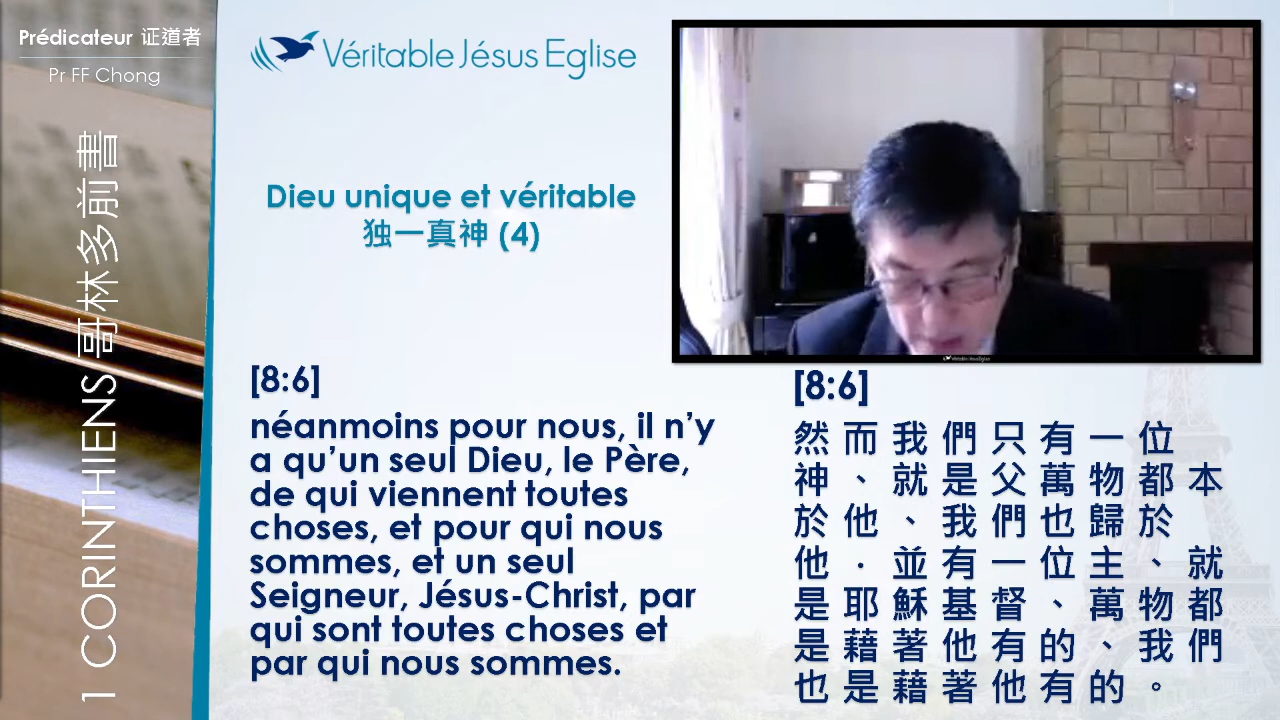 Prédicateur 证道者
Pr FF Chong
1 CORINTHIENS 哥林多前書
Véritable Jésus Eglise
Dieu unique et véritable
独一真神 (4)
[8:6]
néanmoins pour nous, il n’y
a qu’un seul Dieu, le Père,
de qui viennent toutes
choses, et pour qui nous
sommes, et un seul
Seigneur, Jésus-Christ, par
qui sont toutes choses et
par qui nous sommes.
Véritable Jésus Eglise
[8:6]
然而我們只有一位
神、就是父萬物都本
於他、我們也歸於
他．並有一位主、就
是耶穌基督、萬物都
是藉著他有的、我們
也是藉著他有的。